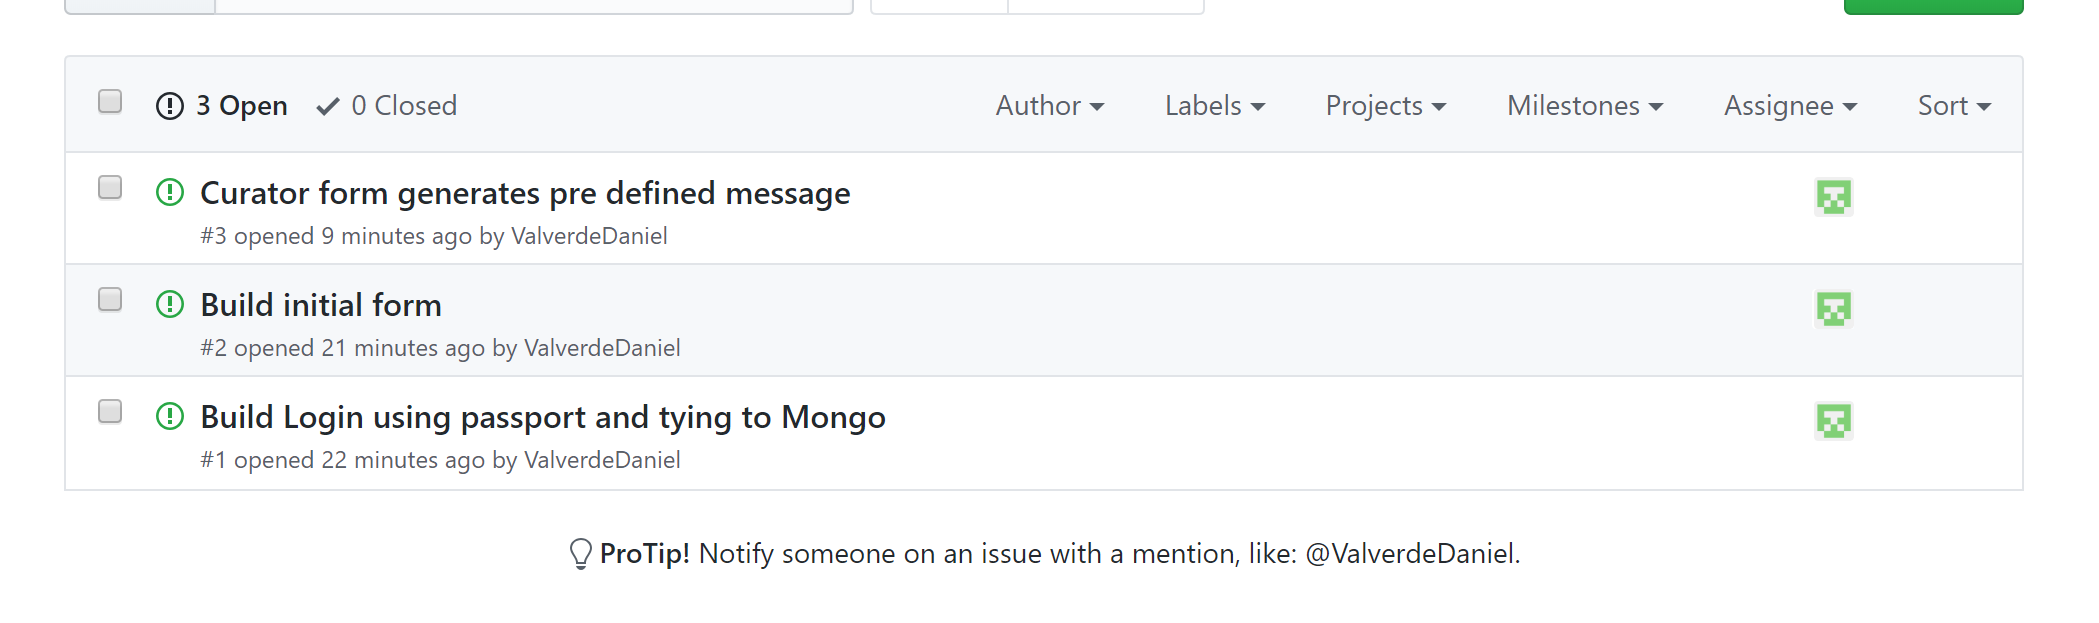 3 Open 0 Closed Author Labels Projects Milestones Assignee Sort
Curator form generates pre defined message
#3 opened 9 minutes ago by ValverdeDaniel
Build initial form
#2 opened 21 minutes ago by ValverdeDaniel
Build Login using passport and tying to Mongo
#1 opened 22 minutes ago by ValverdeDaniel
ProTip! Notify someone on an issue with a mention, like: @ValverdeDaniel.